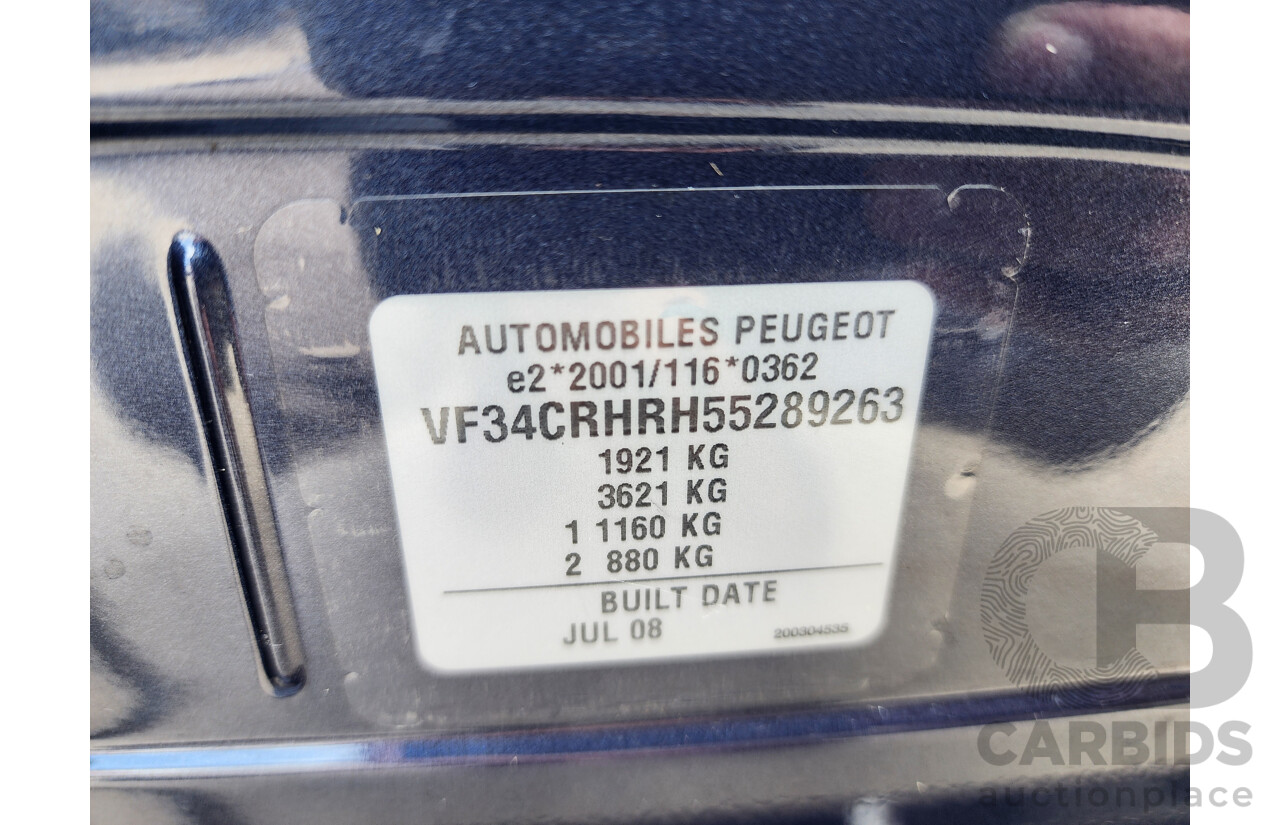 AUTOMOBILES PEUGEOT
e2*2001/116*0362
VF34CRHRH55289263
1921 KG
3621 KG
1 1160 KG
2 880 KG
BUILT DATE
JUL 08 200304535
CB
CARBIDS
auctionplace